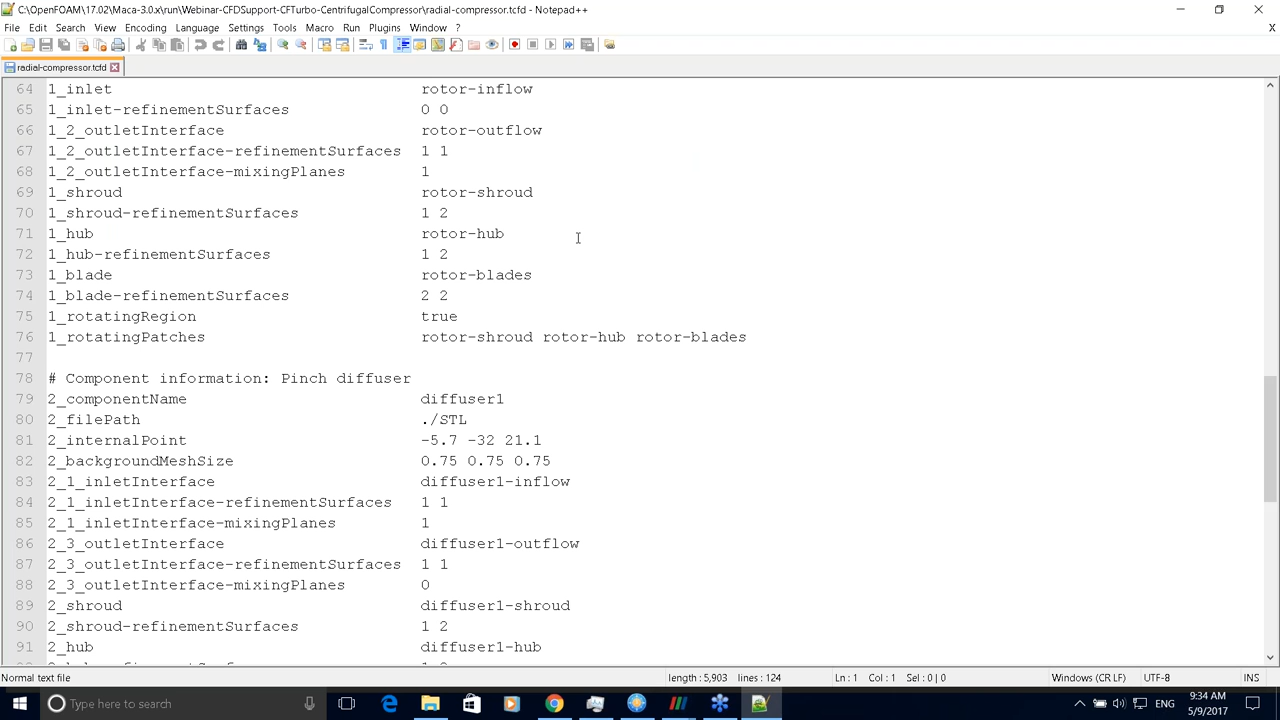 C:\OpenFOAM\17.02\Maca-3.0.x\run\Webinar-CFDSupport-CFTurbo-CentrifugalCompressor\radial-compressor.tcfd - Notepad++
File Edit Search View Encoding Language Settings Tools Macro Run Plugins Window ? X
radial-compressor.tcfd
64 1_inlet rotor-inflow
65 1_inlet-refinementSurfaces 0 0
66 1_2_outletInterface rotor-outflow
67 1_2_outletInterface-refinementSurfaces 1 1
68 1_2_outletInterface-mixingPlanes 1
69 1_shroud rotor-shroud
70 1_shroud-refinementSurfaces 1 2
71 1_hub rotor-hub
72 1_hub-refinementSurfaces 1 2
73 1_blade rotor-blades
74 1_blade-refinementSurfaces 2 2
75 1_rotatingRegion true
76 1_rotatingPatches rotor-shroud rotor-hub rotor-blades
77
78 # Component information: Pinch diffuser
79 2_componentName diffuser1
80 2_filePath ./STL
81 2_internalPoint -5.7 -32 21.1
82 2_backgroundMeshSize 0.75 0.75 0.75
83 2_1_inletInterface diffuser1-inflow
84 2_1_inletInterface-refinementSurfaces 1 1
85 2_1_inletInterface-mixingPlanes 1
86 2_3_outletInterface diffuser1-outflow
87 2_3_outletInterface-refinementSurfaces 1 1
88 2_3_outletInterface-mixingPlanes 0
89 2_shroud diffuser1-shroud
90 2_shroud-refinementSurfaces 1 2
91 2_hub diffuser1-hub
Normal text file length : 5,903 lines : 124 Ln : 1 Col : 1 Sel : 0 | 0 Windows (CR LF) UTF-8 INS
Type here to search ENG 9:34 AM
5/9/2017